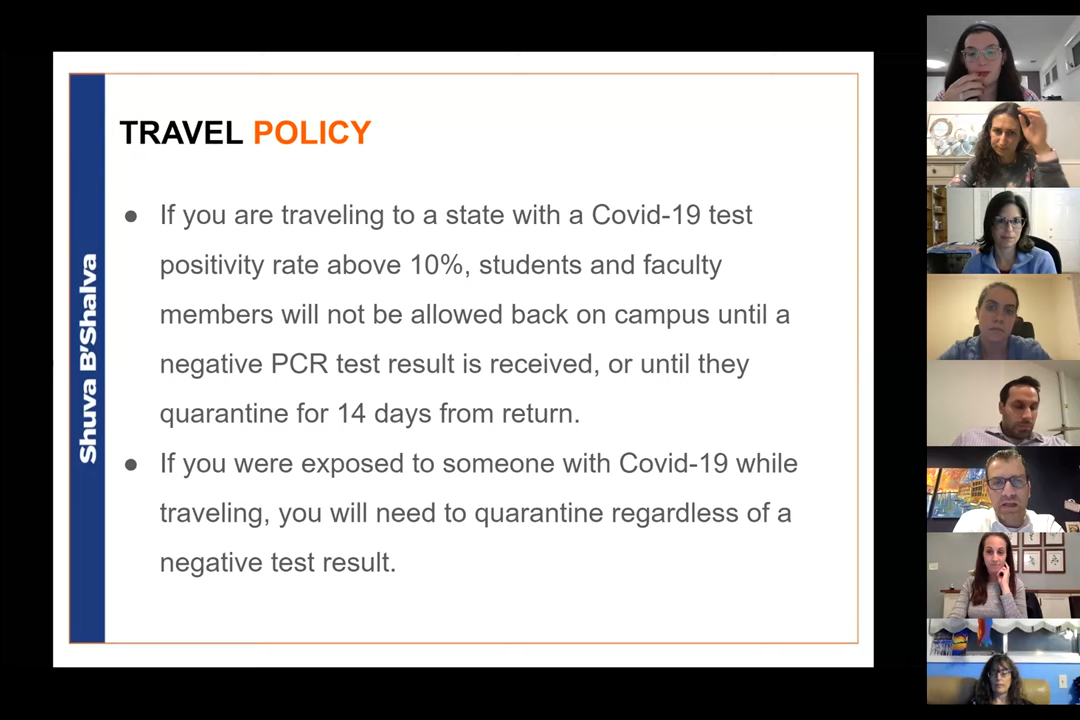 TRAVEL POLICY
Shuva B'Shalva
● If you are traveling to a state with a Covid-19 test
positivity rate above 10%, students and faculty
members will not be allowed back on campus until a
negative PCR test result is received, or until they
quarantine for 14 days from return.
● If you were exposed to someone with Covid-19 while
traveling, you will need to quarantine regardless of a
negative test result.